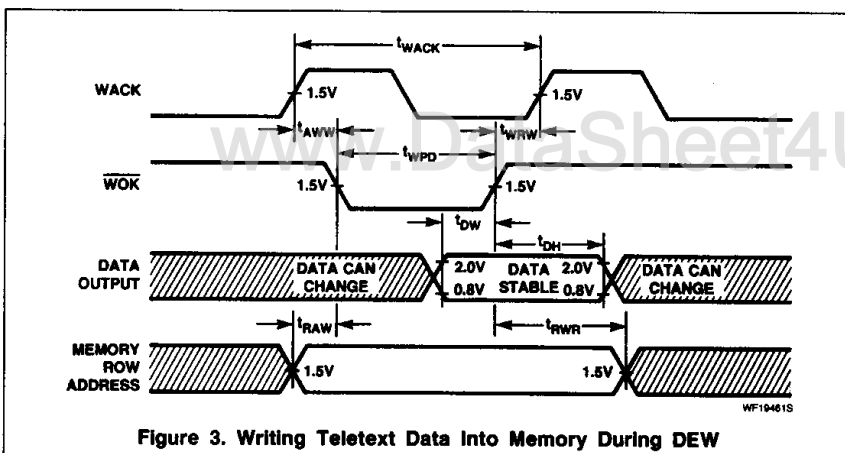 tWACK
WACK
1.5V
1.5V
tAWW
tWRW
www.DataSheet4U
tWPD
WOK
1.5V
1.5V
tDW
tDH
DATA OUTPUT
DATA CAN CHANGE
2.0V
0.8V
DATA STABLE
2.0V
0.8V
DATA CAN CHANGE
tRAW
tRWR
MEMORY ROW ADDRESS
1.5V
1.5V
WF19461S
Figure 3. Writing Teletext Data Into Memory During DEW